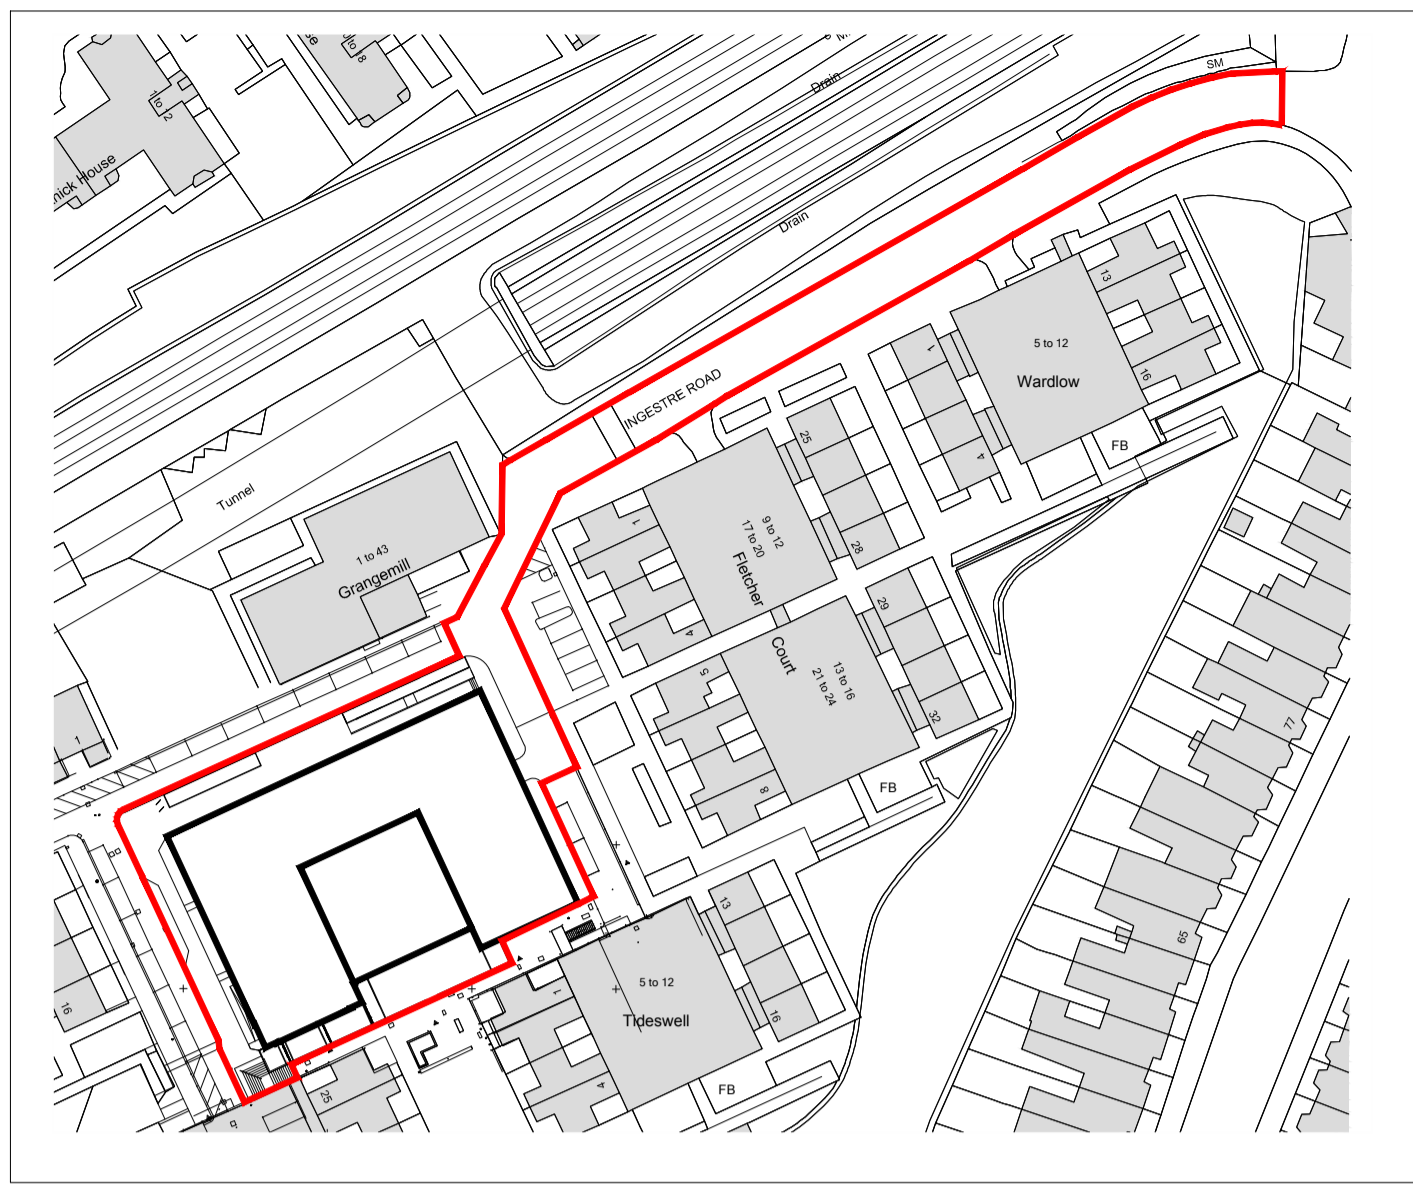 1 to 12
SM
Drain
Drain
13
5 to 12
Wardlow
16
1
4
FB
INGESTRE ROAD
25
28
Tunnel
1 to 43
Grangemill
1
4
9 to 12
17 to 20
Fletcher
Court
29
32
13 to 16
21 to 24
5
8
FB
77
65
1
16
25
13
16
1
4
5 to 12
Tideswell
FB